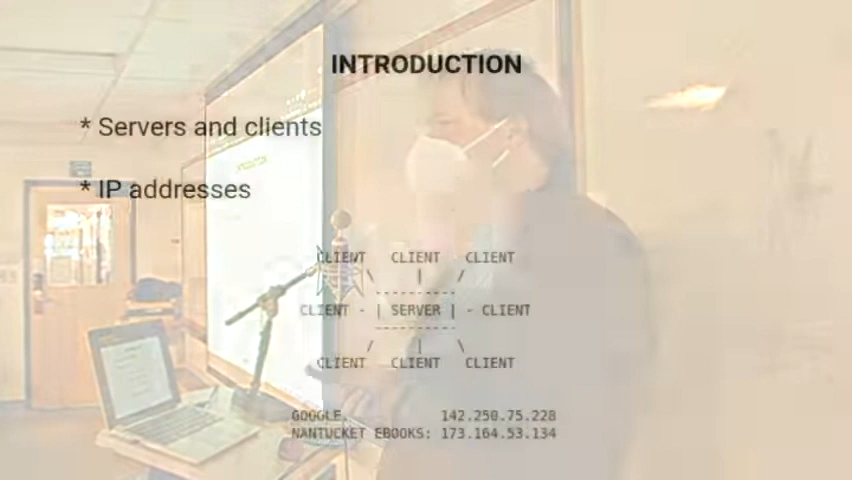 INTRODUCTION
* Servers and clients
* IP addresses
CLIENT CLIENT CLIENT
\ | /
----------
CLIENT - | SERVER | - CLIENT
----------
/ | \
CLIENT CLIENT CLIENT
GOOGLE. 142.250.75.228
NANTUCKET EBOOKS: 173.164.53.134